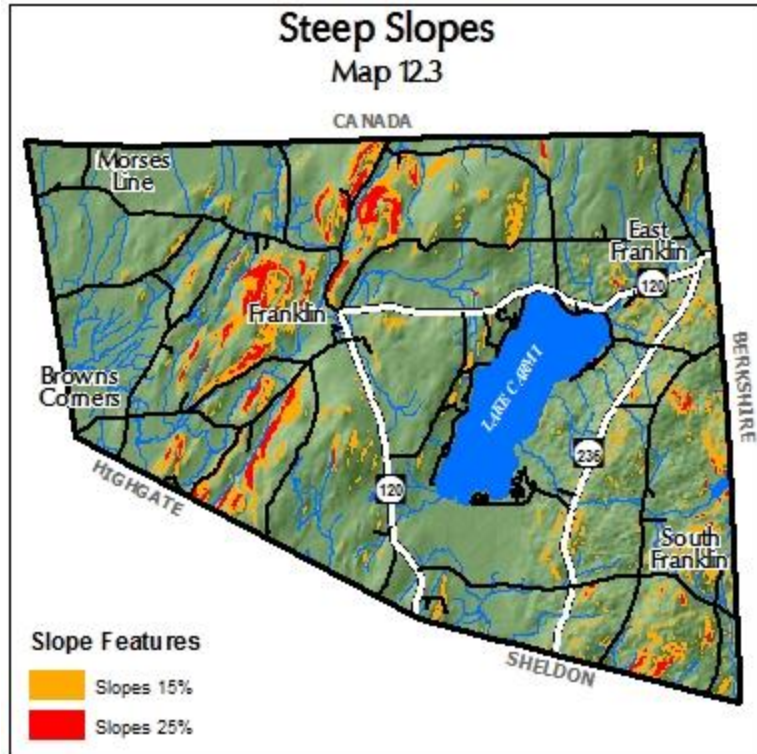 Steep Slopes
Map 12.3
CANADA
Morses
Line
East
Franklin
120
Franklin
BERKSHIRE
LAKE CARMI
Browns
Corners
236
HIGHGATE
120
South
Franklin
SHELDON
Slope Features
Slopes 15%
Slopes 25%